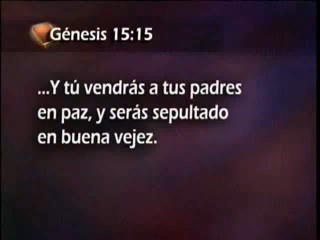 Génesis 15:15
...Y tú vendrás a tus padres
en paz, y serás sepultado
en buena vejez.